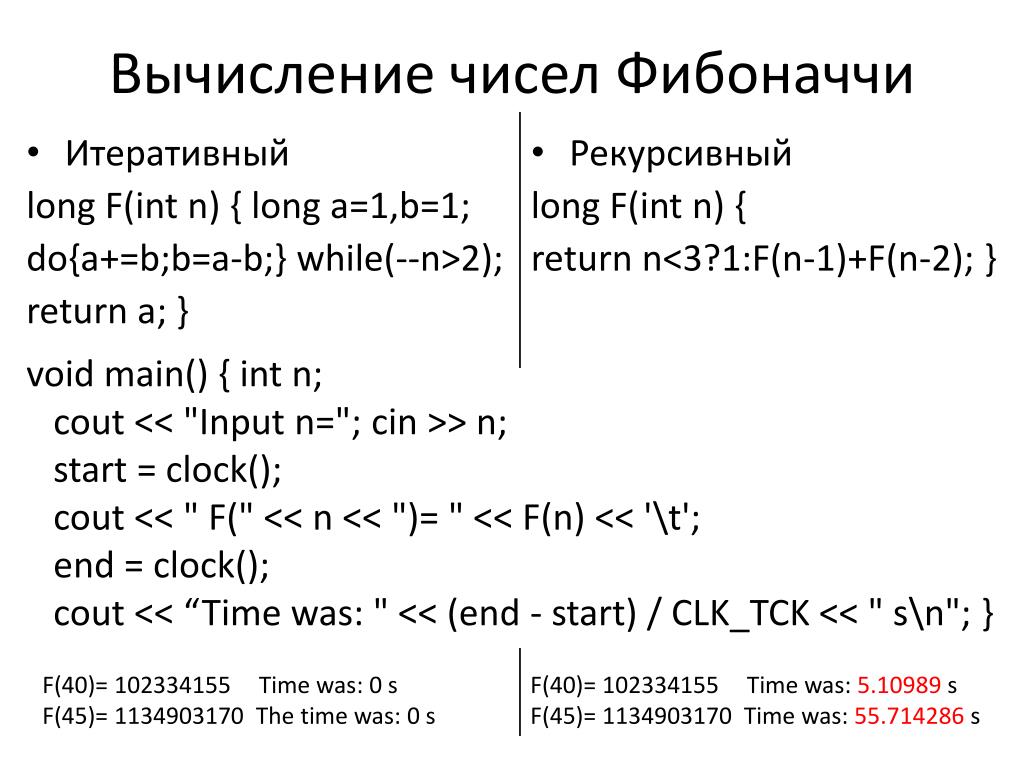 Вычисление чисел Фибоначчи
• Итеративный
long F(int n) { long a=1,b=1;
do{a+=b;b=a-b;} while(--n>2);
return a; }
• Рекурсивный
long F(int n) {
return n<3?1:F(n-1)+F(n-2); }
void main() { int n;
cout << "Input n="; cin >> n;
start = clock();
cout << " F(" << n << ")= " << F(n) << '\t';
end = clock();
cout << “Time was: " << (end - start) / CLK_TCK << " s\n"; }
F(40)= 102334155 Time was: 0 s
F(45)= 1134903170 The time was: 0 s
F(40)= 102334155 Time was: 5.10989 s
F(45)= 1134903170 Time was: 55.714286 s